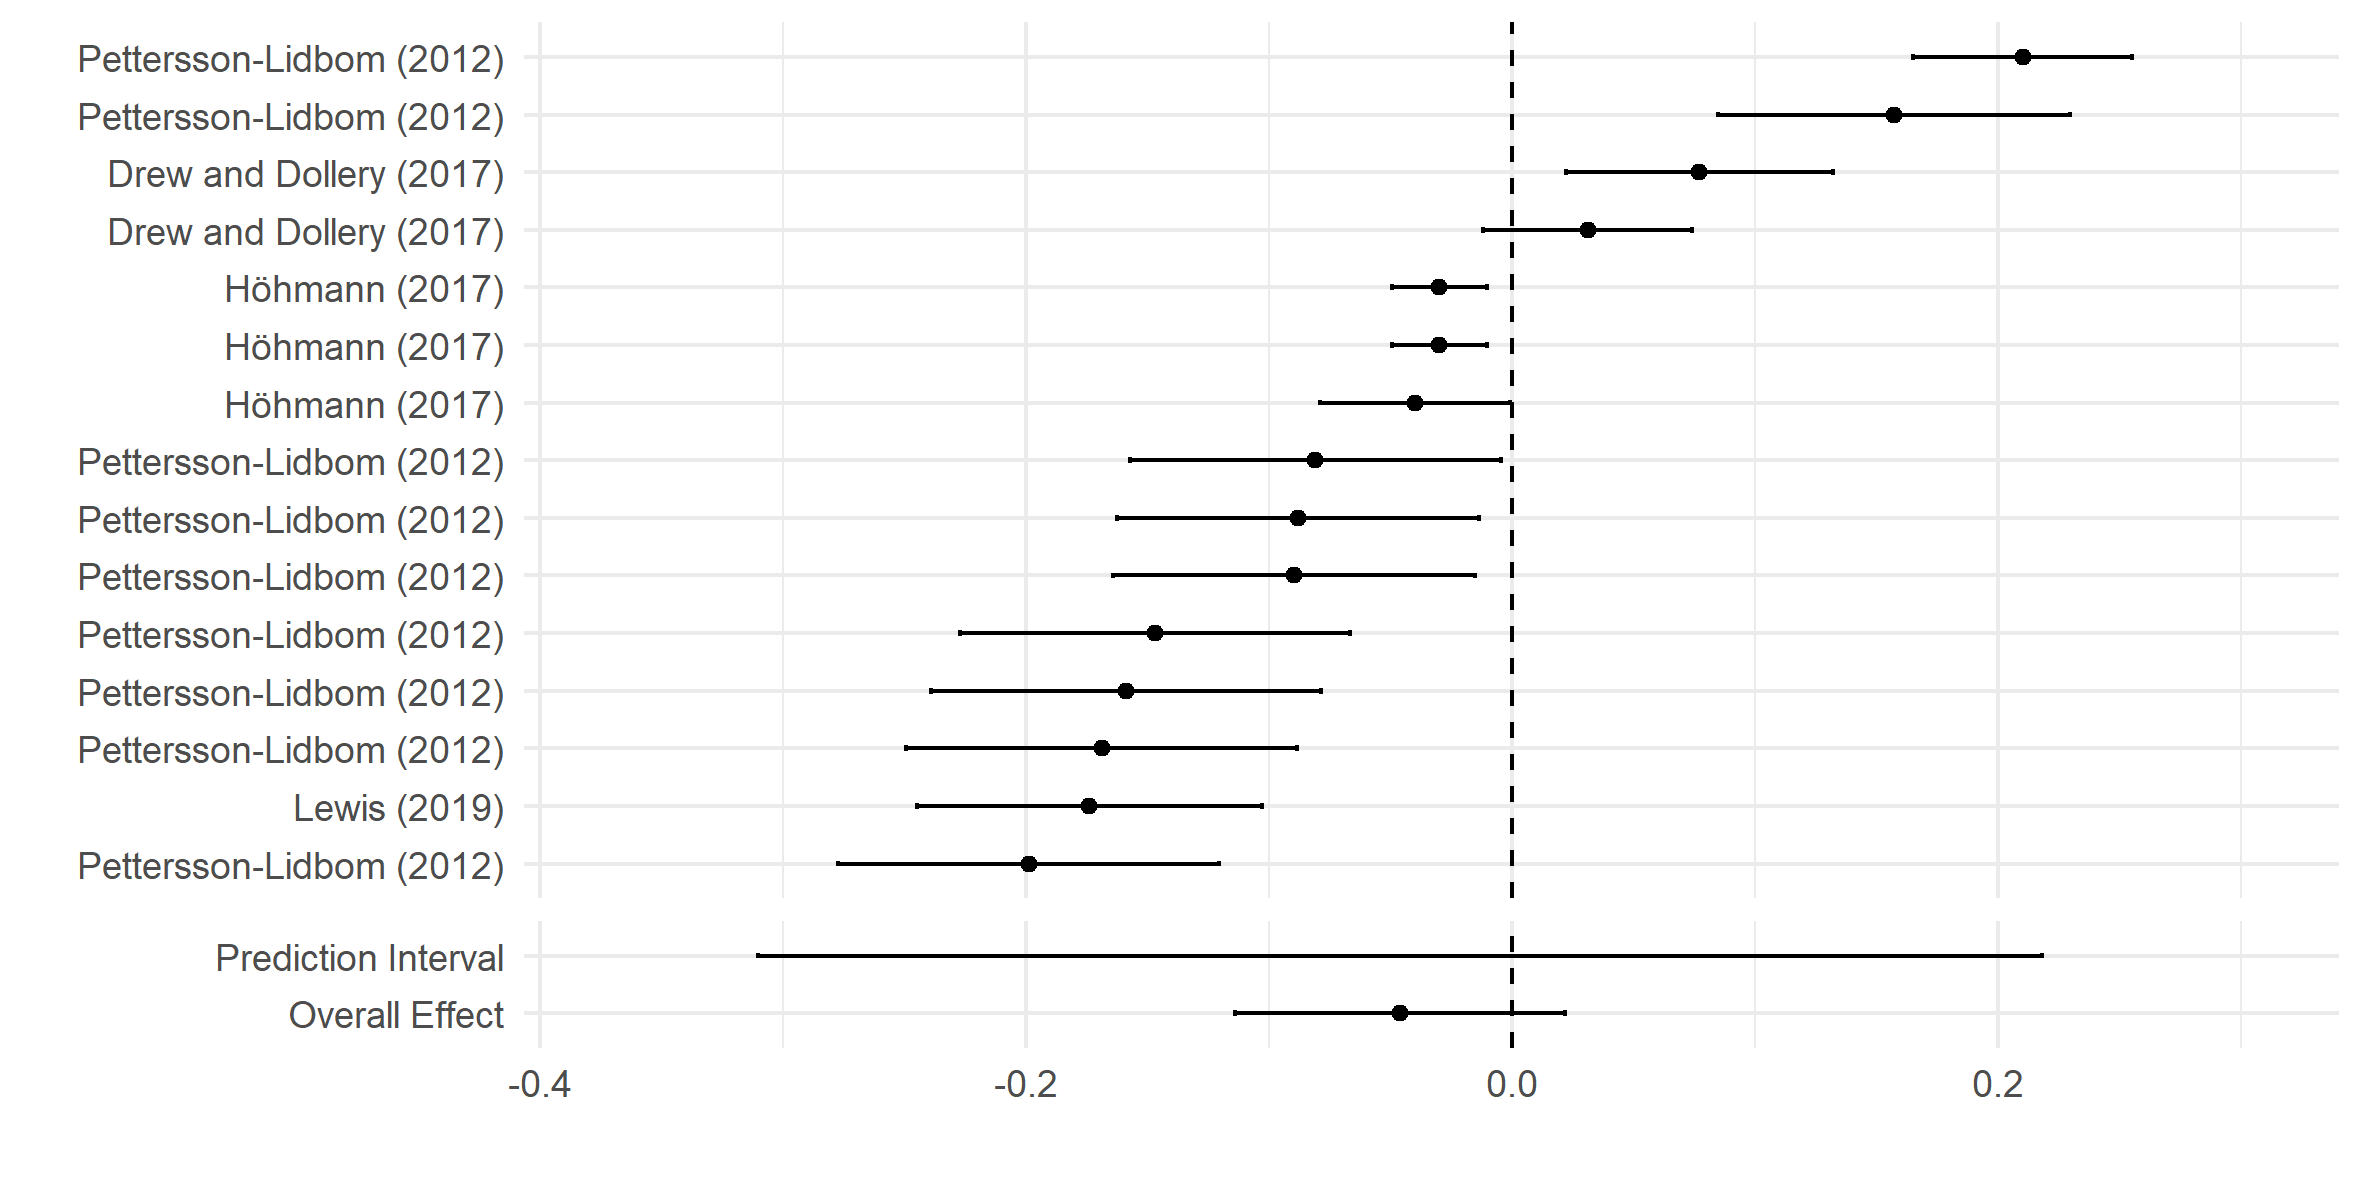 Pettersson-Lidbom (2012)
Pettersson-Lidbom (2012)
Drew and Dollery (2017)
Drew and Dollery (2017)
Höhmann (2017)
Höhmann (2017)
Höhmann (2017)
Pettersson-Lidbom (2012)
Pettersson-Lidbom (2012)
Pettersson-Lidbom (2012)
Pettersson-Lidbom (2012)
Pettersson-Lidbom (2012)
Pettersson-Lidbom (2012)
Lewis (2019)
Pettersson-Lidbom (2012)
Prediction Interval
Overall Effect
-0.4 -0.2 0.0 0.2